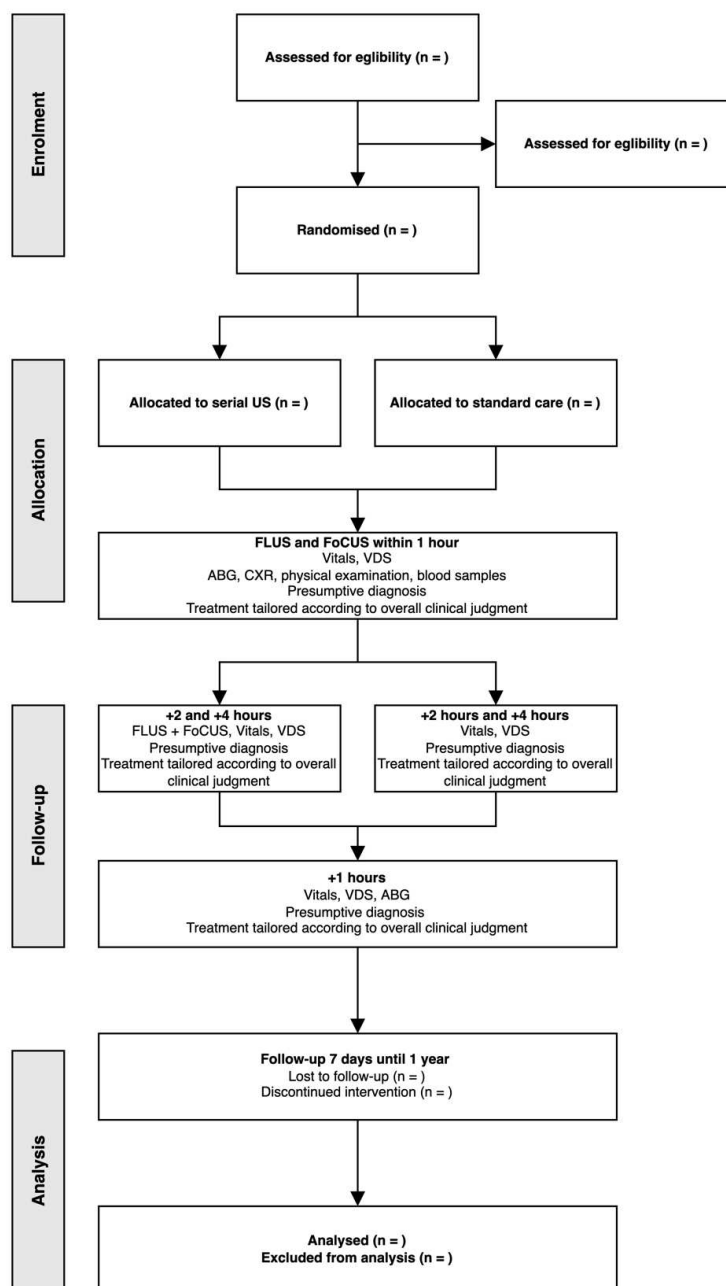 Enrolment
Assessed for eglibility (n = )
Assessed for eglibility (n = )
Randomised (n = )
Allocation
Allocated to serial US (n = )
Allocated to standard care (n = )
FLUS and FoCUS within 1 hour
Vitals, VDS
ABG, CXR, physical examination, blood samples
Presumptive diagnosis
Treatment tailored according to overall clinical judgment
Follow-up
+2 and +4 hours
FLUS + FoCUS, Vitals, VDS
Presumptive diagnosis
Treatment tailored according to overall
clinical judgment
+2 hours and +4 hours
Vitals, VDS
Presumptive diagnosis
Treatment tailored according to overall
clinical judgment
+1 hours
Vitals, VDS, ABG
Presumptive diagnosis
Treatment tailored according to overall clinical judgment
Analysis
Follow-up 7 days until 1 year
Lost to follow-up (n = )
Discontinued intervention (n = )
Analysed (n = )
Excluded from analysis (n = )